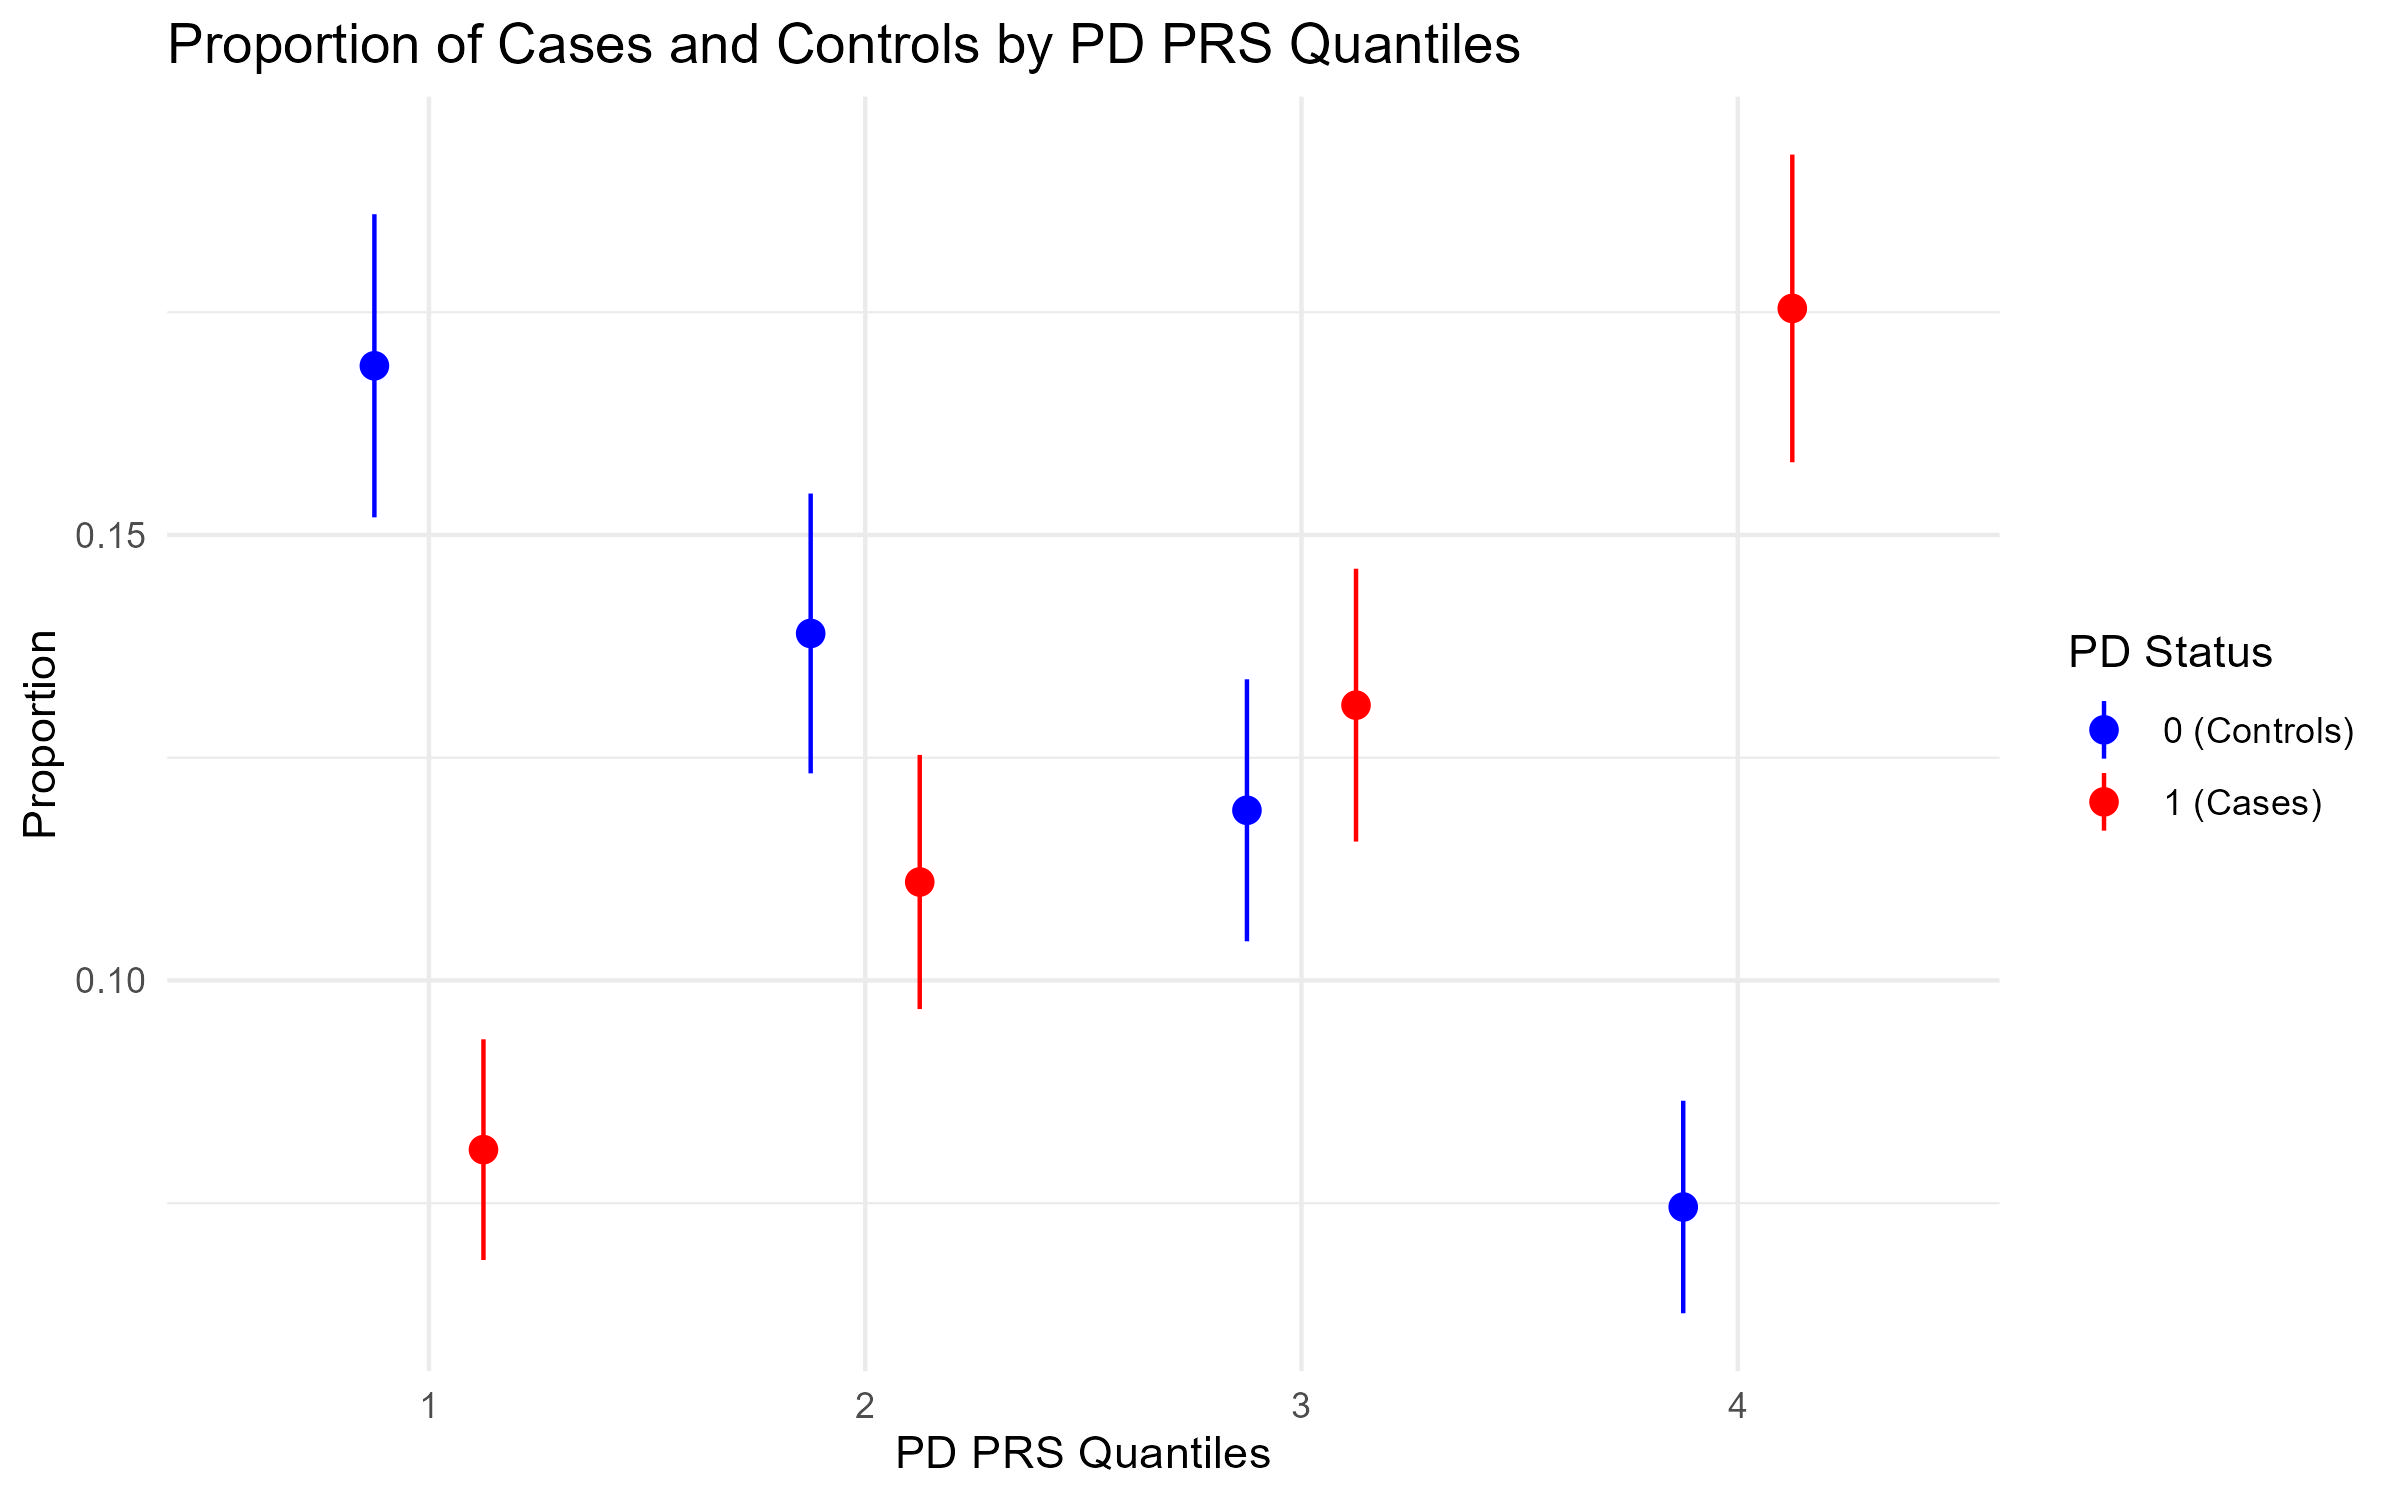 Proportion of Cases and Controls by PD PRS Quantiles
Proportion
0.15
0.10
1
2
3
4
PD PRS Quantiles
PD Status
0 (Controls)
1 (Cases)